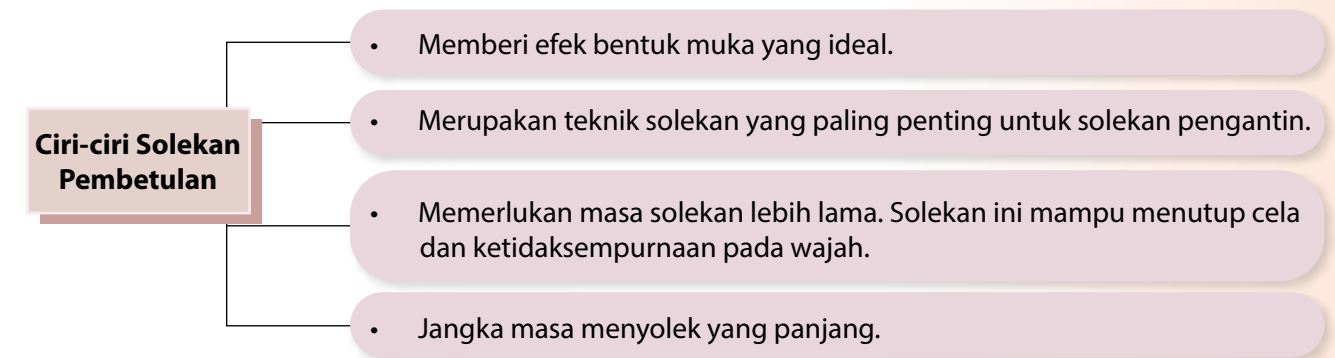 Ciri-ciri Solekan
Pembetulan
• Memberi efek bentuk muka yang ideal.
• Merupakan teknik solekan yang paling penting untuk solekan pengantin.
• Memerlukan masa solekan lebih lama. Solekan ini mampu menutup cela
dan ketidaksempurnaan pada wajah.
• Jangka masa menyolek yang panjang.